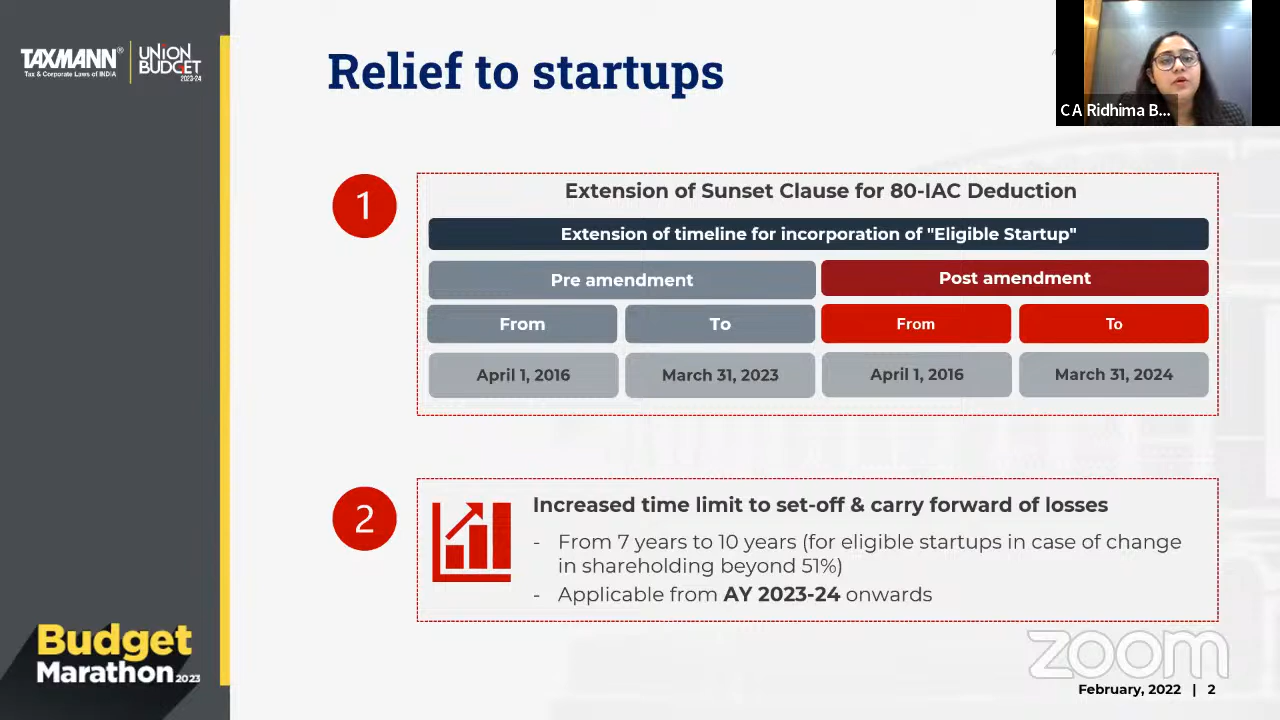 TAXMANN®
Tax & Corporate Laws of INDIA
UNION
BUDGET
2023-24
Relief to startups
C A Ridhima B...
1
Extension of Sunset Clause for 80-IAC Deduction
Extension of timeline for incorporation of "Eligible Startup"
Pre amendment
Post amendment
From
To
From
To
April 1, 2016
March 31, 2023
April 1, 2016
March 31, 2024
2
Increased time limit to set-off & carry forward of losses
- From 7 years to 10 years (for eligible startups in case of change
in shareholding beyond 51%)
- Applicable from AY 2023-24 onwards
Budget
Marathon 2023
zoom
February, 2022 | 2